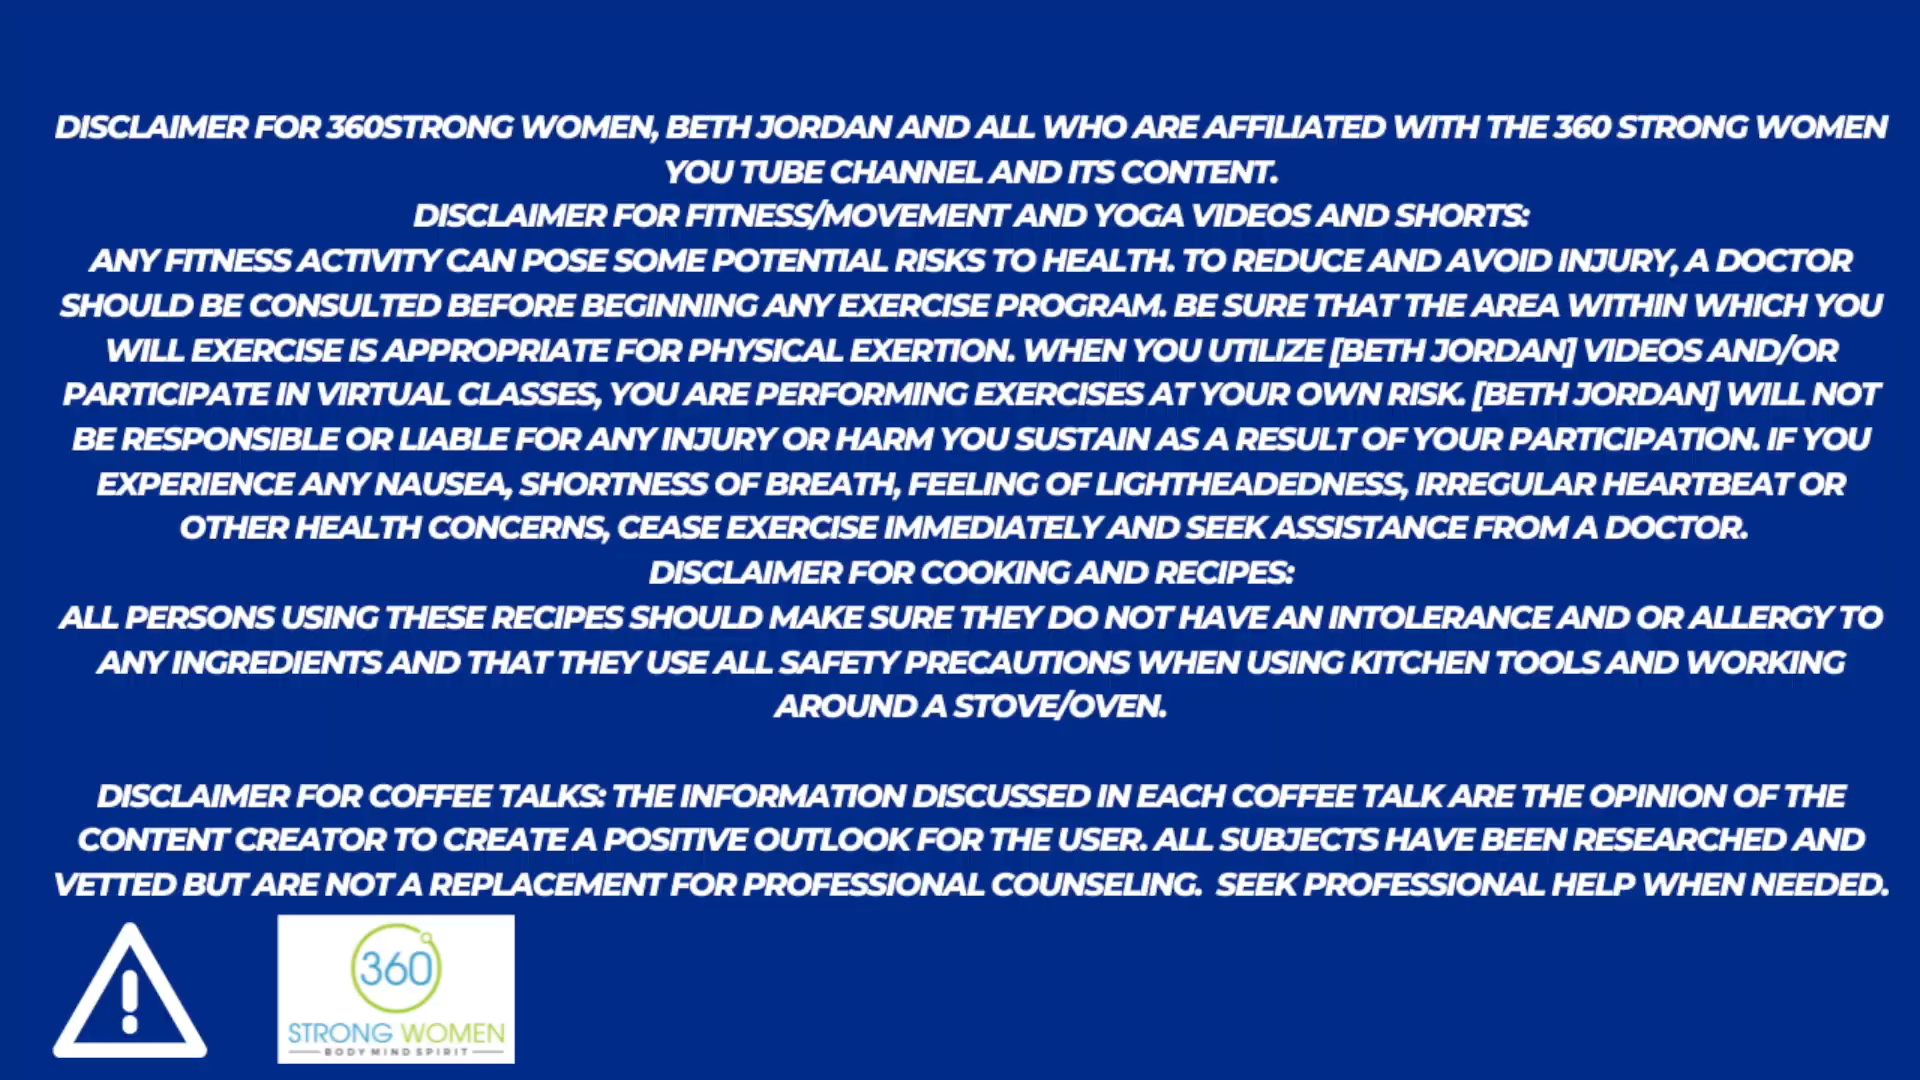 DISCLAIMER FOR 360STRONG WOMEN, BETH JORDAN AND ALL WHO ARE AFFILIATED WITH THE 360 STRONG WOMEN
YOU TUBE CHANNEL AND ITS CONTENT.
DISCLAIMER FOR FITNESS/MOVEMENT AND YOGA VIDEOS AND SHORTS:
ANY FITNESS ACTIVITY CAN POSE SOME POTENTIAL RISKS TO HEALTH. TO REDUCE AND AVOID INJURY, A DOCTOR
SHOULD BE CONSULTED BEFORE BEGINNING ANY EXERCISE PROGRAM. BE SURE THAT THE AREA WITHIN WHICH YOU
WILL EXERCISE IS APPROPRIATE FOR PHYSICAL EXERTION. WHEN YOU UTILIZE [BETH JORDAN] VIDEOS AND/OR
PARTICIPATE IN VIRTUAL CLASSES, YOU ARE PERFORMING EXERCISES AT YOUR OWN RISK. [BETH JORDAN] WILL NOT
BE RESPONSIBLE OR LIABLE FOR ANY INJURY OR HARM YOU SUSTAIN AS A RESULT OF YOUR PARTICIPATION. IF YOU
EXPERIENCE ANY NAUSEA, SHORTNESS OF BREATH, FEELING OF LIGHTHEADEDNESS, IRREGULAR HEARTBEAT OR
OTHER HEALTH CONCERNS, CEASE EXERCISE IMMEDIATELY AND SEEK ASSISTANCE FROM A DOCTOR.
DISCLAIMER FOR COOKING AND RECIPES:
ALL PERSONS USING THESE RECIPES SHOULD MAKE SURE THEY DO NOT HAVE AN INTOLERANCE AND OR ALLERGY TO
ANY INGREDIENTS AND THAT THEY USE ALL SAFETY PRECAUTIONS WHEN USING KITCHEN TOOLS AND WORKING
AROUND A STOVE/OVEN.
DISCLAIMER FOR COFFEE TALKS: THE INFORMATION DISCUSSED IN EACH COFFEE TALK ARE THE OPINION OF THE
CONTENT CREATOR TO CREATE A POSITIVE OUTLOOK FOR THE USER. ALL SUBJECTS HAVE BEEN RESEARCHED AND
VETTED BUT ARE NOT A REPLACEMENT FOR PROFESSIONAL COUNSELING. SEEK PROFESSIONAL HELP WHEN NEEDED.
360
STRONG WOMEN
BODY MIND SPIRIT